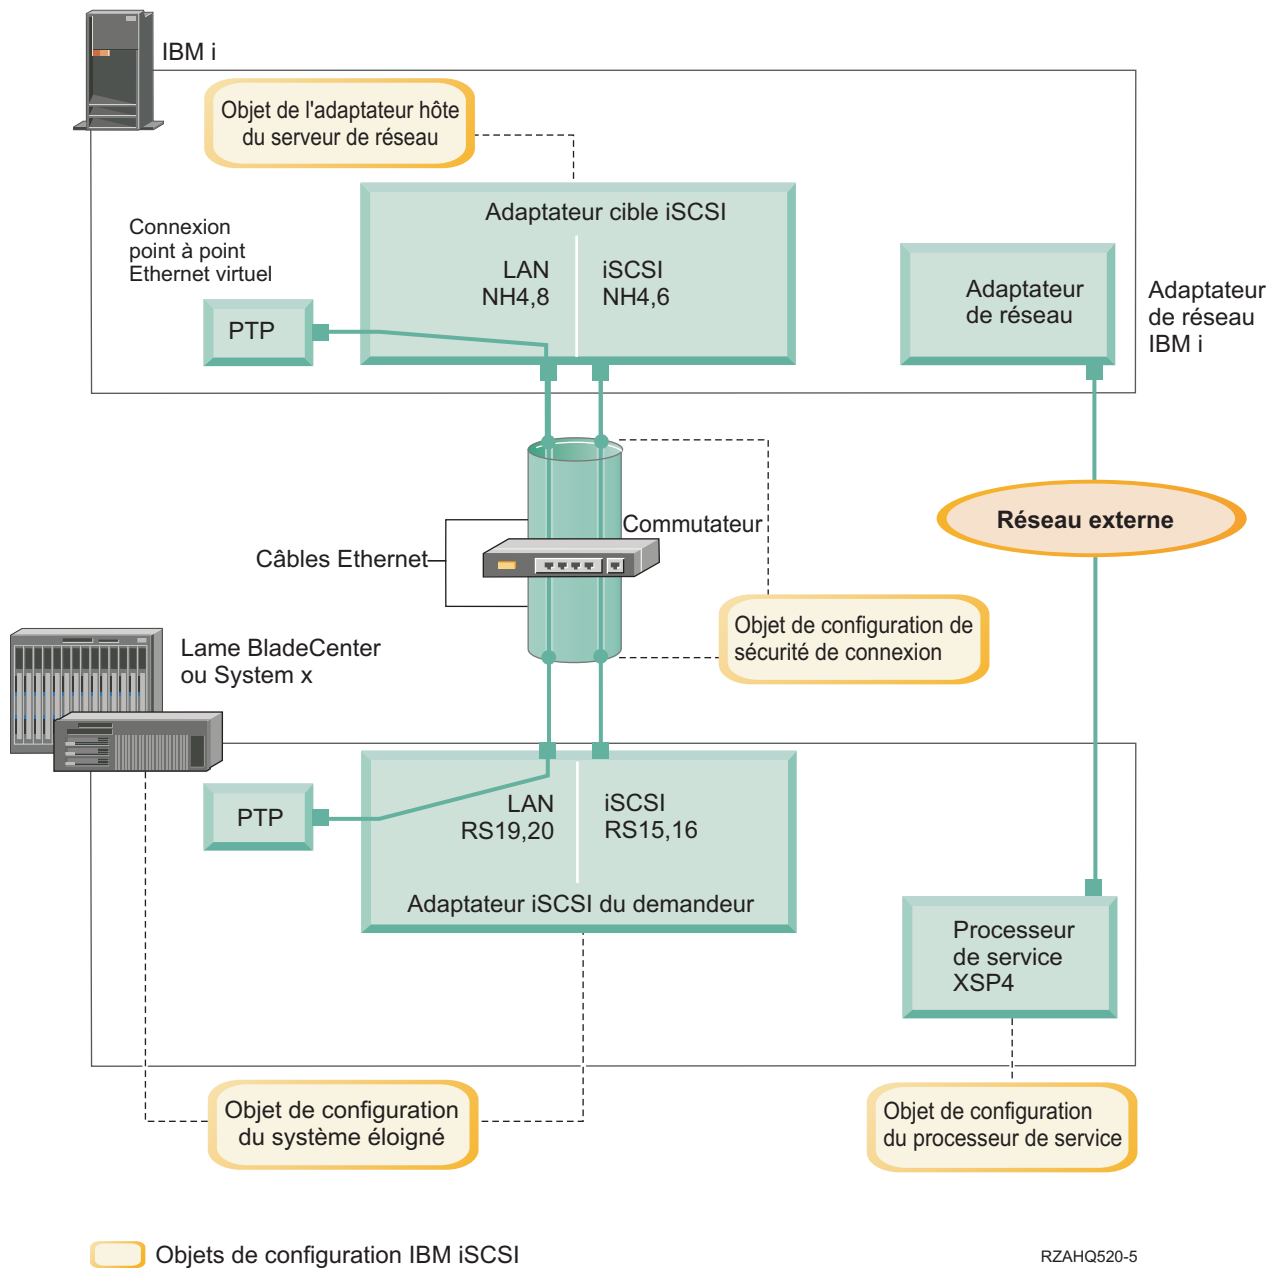 IBM i
Objet de l'adaptateur hôte
du serveur de réseau
Adaptateur cible iSCSI
Connexion
point à point
Ethernet virtuel
LAN
NH4,8
iSCSI
NH4,6
PTP
Adaptateur
de réseau
Adaptateur
de réseau
IBM i
Réseau externe
Commutateur
Câbles Ethernet
Objet de configuration de
sécurité de connexion
Lame BladeCenter
ou System x
PTP
LAN
RS19,20
iSCSI
RS15,16
Adaptateur iSCSI du demandeur
Processeur
de service
XSP4
Objet de configuration
du système éloigné
Objet de configuration
du processeur de service
Objets de configuration IBM iSCSI
RZAHQ520-5